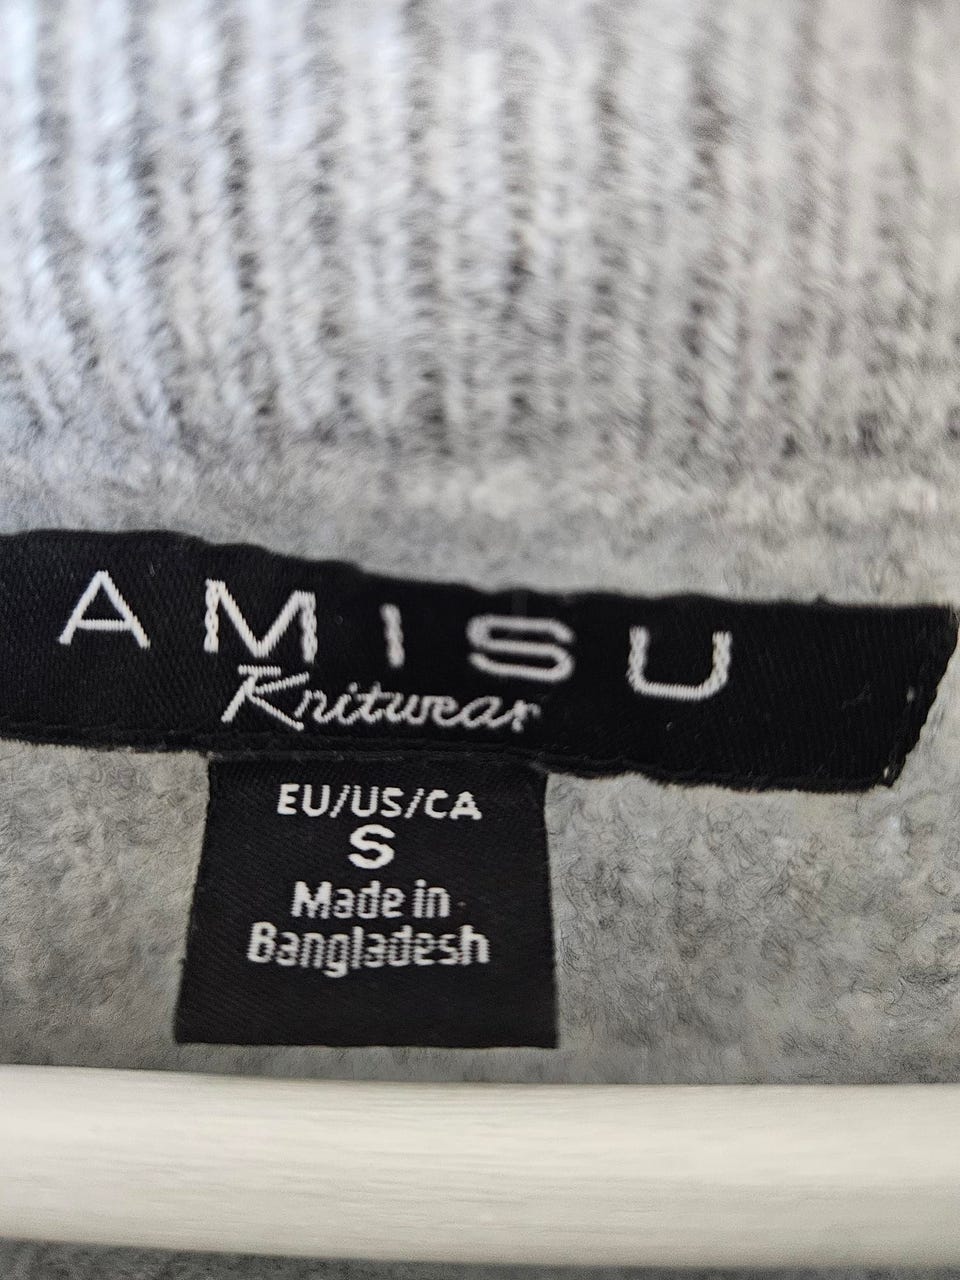 AMISU
Knitwear
EU/US/CA
S
Made in
Bangladesh